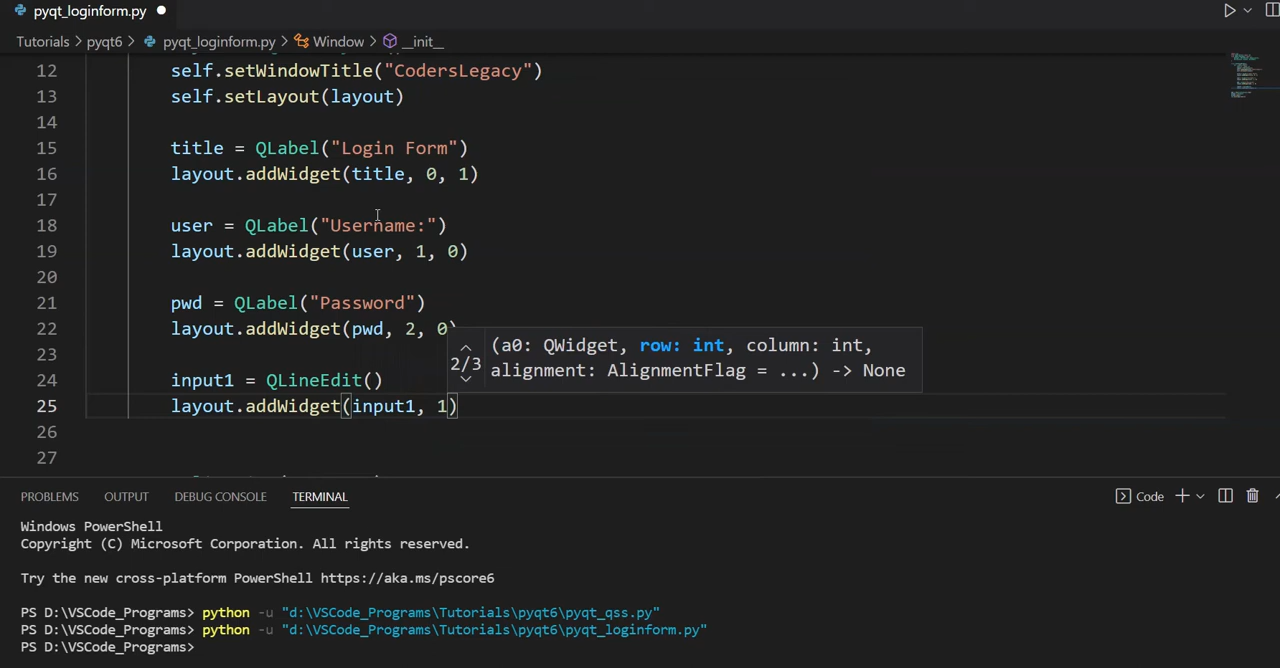 pyqt_loginform.py
Tutorials > pyqt6 > pyqt_loginform.py > Window > __init__
12 self.setWindowTitle("CodersLegacy")
13 self.setLayout(layout)
14
15 title = QLabel("Login Form")
16 layout.addWidget(title, 0, 1)
17
18 user = QLabel("Username:")
19 layout.addWidget(user, 1, 0)
20
21 pwd = QLabel("Password")
22 layout.addWidget(pwd, 2, 0)
23
2/3 (a0: QWidget, row: int, column: int,
alignment: AlignmentFlag = ...) -> None
24 input1 = QLineEdit()
25 layout.addWidget(input1, 1)
26
27
PROBLEMS OUTPUT DEBUG CONSOLE TERMINAL Code
Windows PowerShell
Copyright (C) Microsoft Corporation. All rights reserved.
Try the new cross-platform PowerShell https://aka.ms/pscore6
PS D:\VSCode_Programs> python -u "d:\VSCode_Programs\Tutorials\pyqt6\pyqt_qss.py"
PS D:\VSCode_Programs> python -u "d:\VSCode_Programs\Tutorials\pyqt6\pyqt_loginform.py"
PS D:\VSCode_Programs>